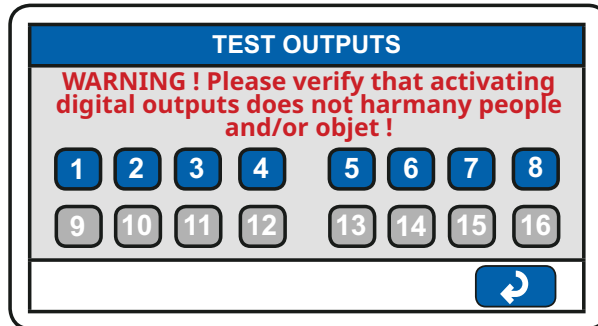 TEST OUTPUTS
WARNING ! Please verify that activating
digital outputs does not harmany people
and/or objet !
1 2 3 4 5 6 7 8
9 10 11 12 13 14 15 16